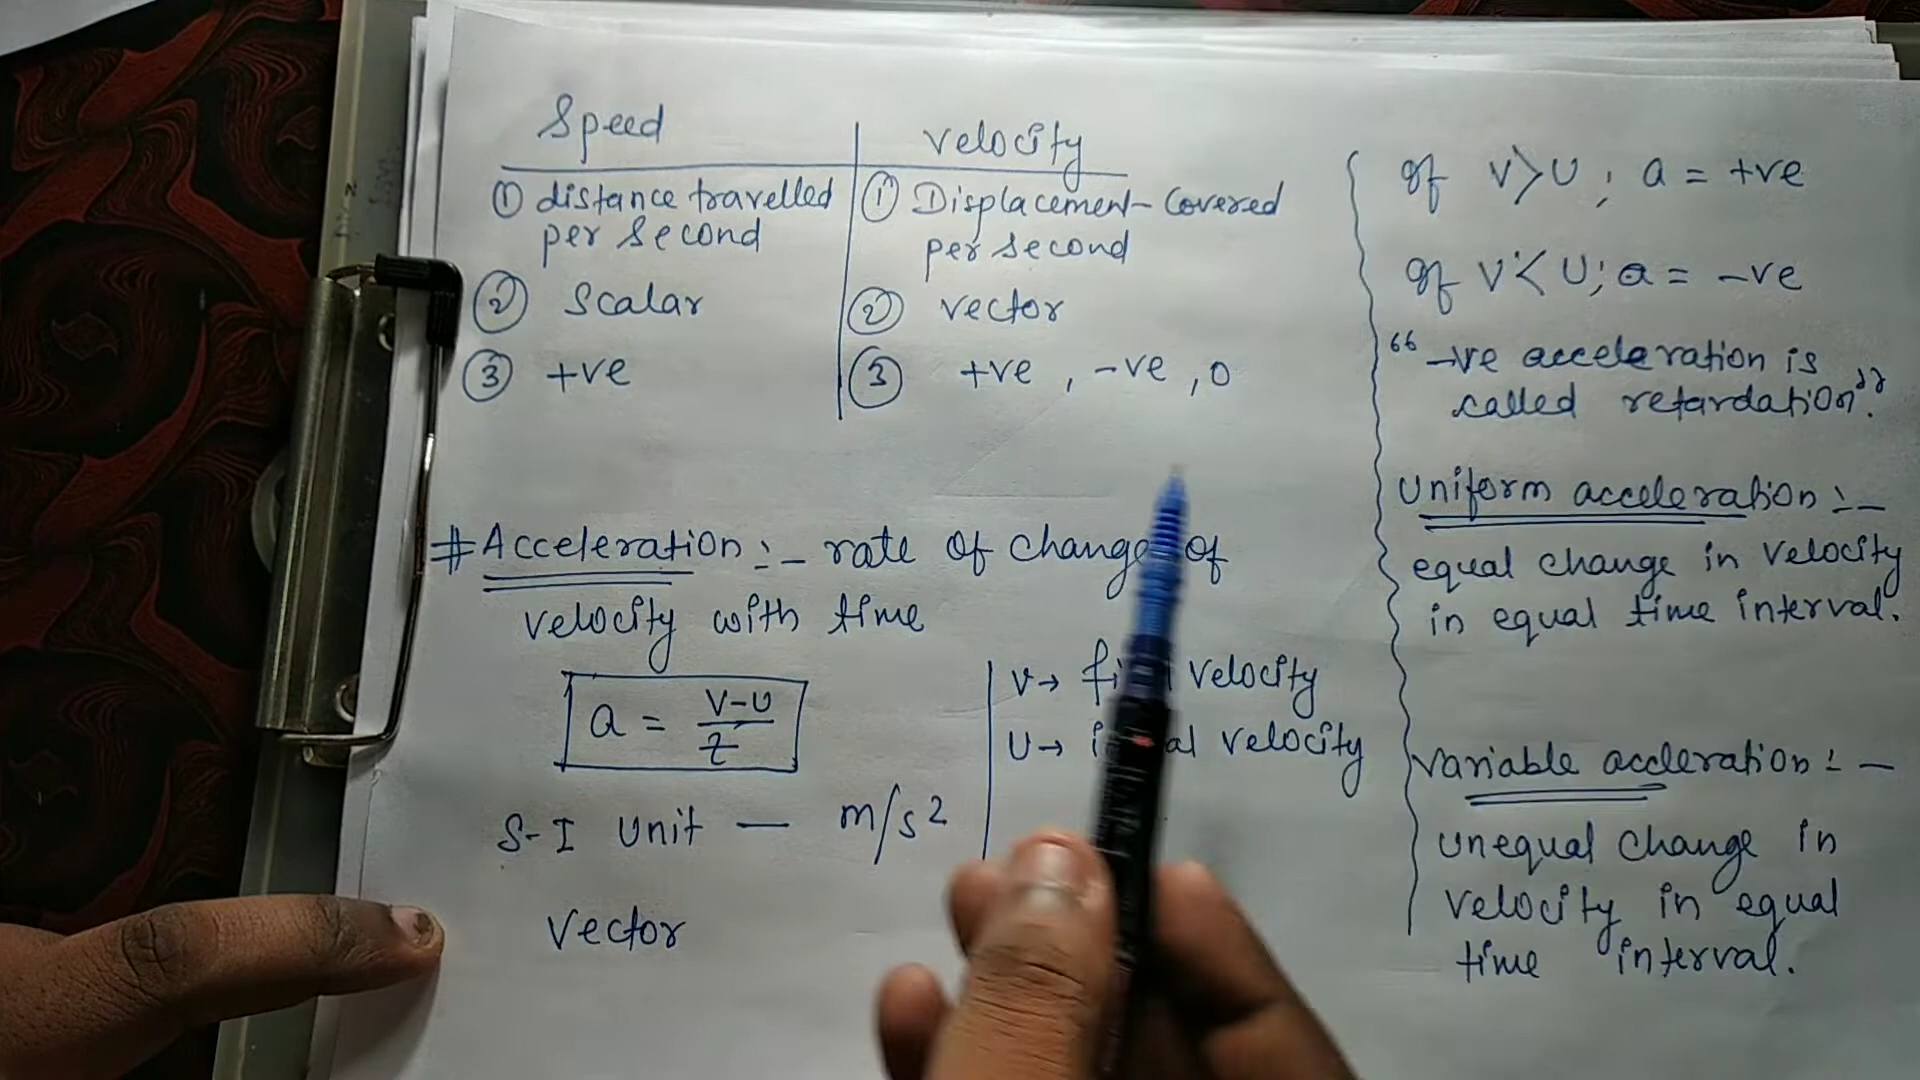 Speed
velocity
① distance travelled
per second
② Scalar
③ +ve
① Displacement covered
per second
② vector
③ +ve , -ve , 0
# Acceleration :- rate of change of
velocity with time
a = v-u/t
S-I unit — m/s²
vector
v→ velocity
u→ velocity
If v>u ; a = +ve
If v<u ; a = -ve
“ -ve acceleration is
called retardation.”
Uniform acceleration :-
equal change in velocity
in equal time interval.
variable accleration :-
unequal change in
velocity in equal
time interval.